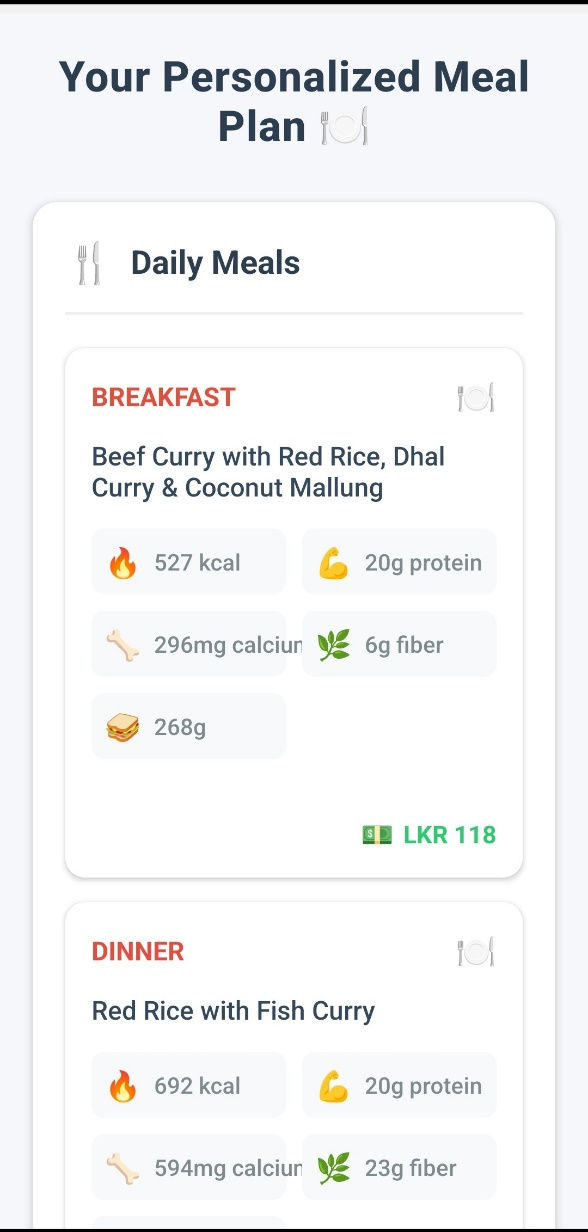 Your Personalized Meal
Plan 🍽️
🍴 Daily Meals
BREAKFAST 🍽️
Beef Curry with Red Rice, Dhal
Curry & Coconut Mallung
🔥 527 kcal 💪 20g protein
🦴 296mg calciun 🌿 6g fiber
🥪 268g
💵 LKR 118
DINNER 🍽️
Red Rice with Fish Curry
🔥 692 kcal 💪 20g protein
🦴 594mg calciun 🌿 23g fiber